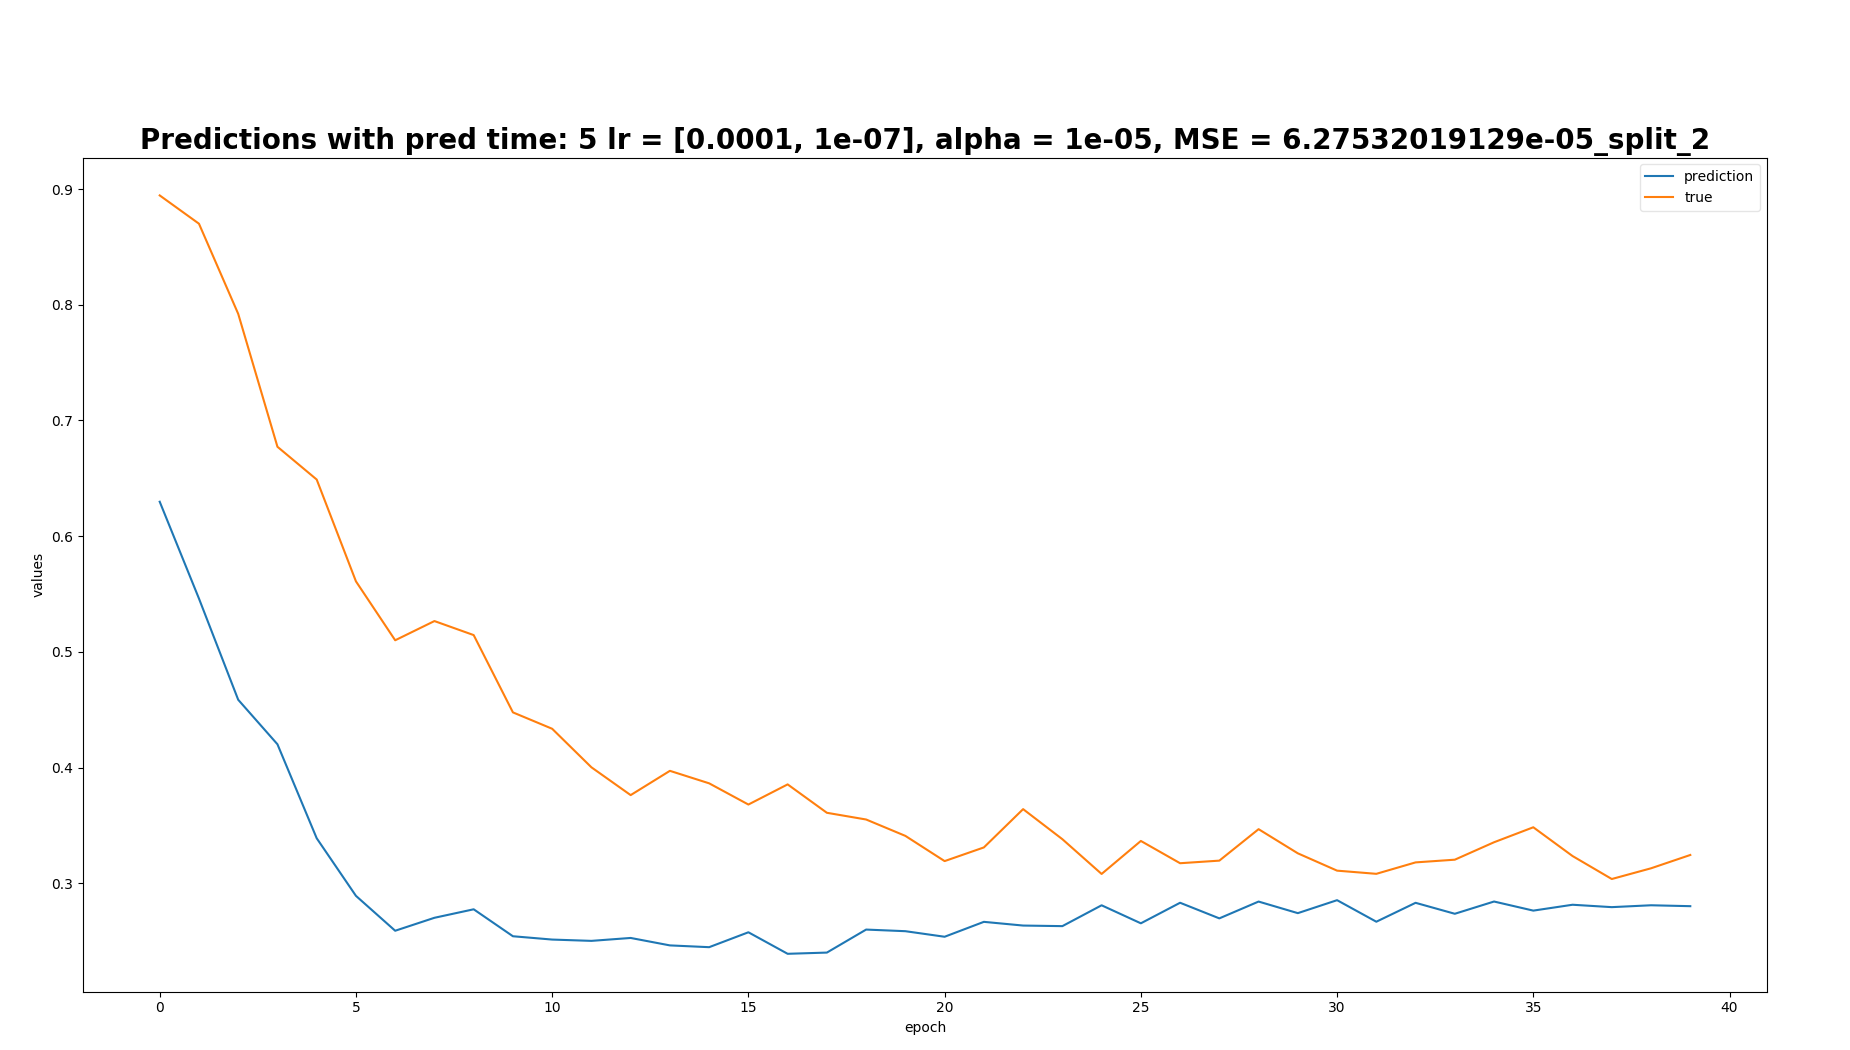 Predictions with pred time: 5 lr = [0.0001, 1e-07], alpha = 1e-05, MSE = 6.27532019129e-05_split_2
prediction
true
0.9
0.8
0.7
0.6
0.5
0.4
0.3
values
0 5 10 15 20 25 30 35 40
epoch